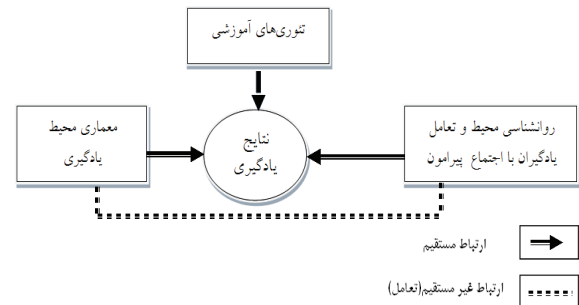 تئوری‌های آموزشی
معماری محیط
یادگیری
نتایج
یادگیری
روانشناسی محیط و تعامل
یادگیران با اجتماع پیرامون
ارتباط مستقیم
ارتباط غیر مستقیم(تعامل)